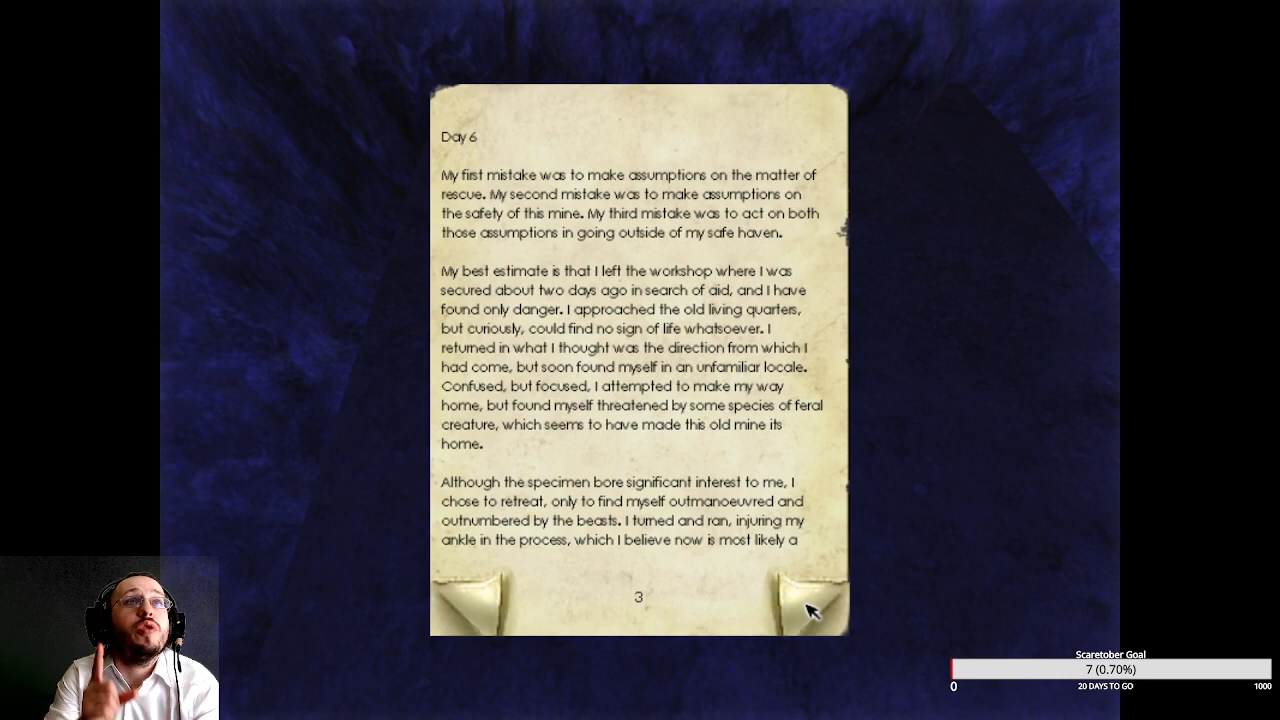 Day 6
My first mistake was to make assumptions on the matter of
rescue. My second mistake was to make assumptions on
the safety of this mine. My third mistake was to act on both
those assumptions in going outside of my safe haven.
My best estimate is that I left the workshop where I was
secured about two days ago in search of aid, and I have
found only danger. I approached the old living quarters,
but curiously, could find no sign of life whatsoever. I
returned in what I thought was the direction from which I
had come, but soon found myself in an unfamiliar locale.
Confused, but focused, I attempted to make my way
home, but found myself threatened by some species of feral
creature, which seems to have made this old mine its
home.
Although the specimen bore significant interest to me, I
chose to retreat, only to find myself outmanoeuvred and
outnumbered by the beasts. I turned and ran, injuring my
ankle in the process, which I believe now is most likely a
3
Scaretober Goal
7 (0.70%)
0 20 DAYS TO GO 1000